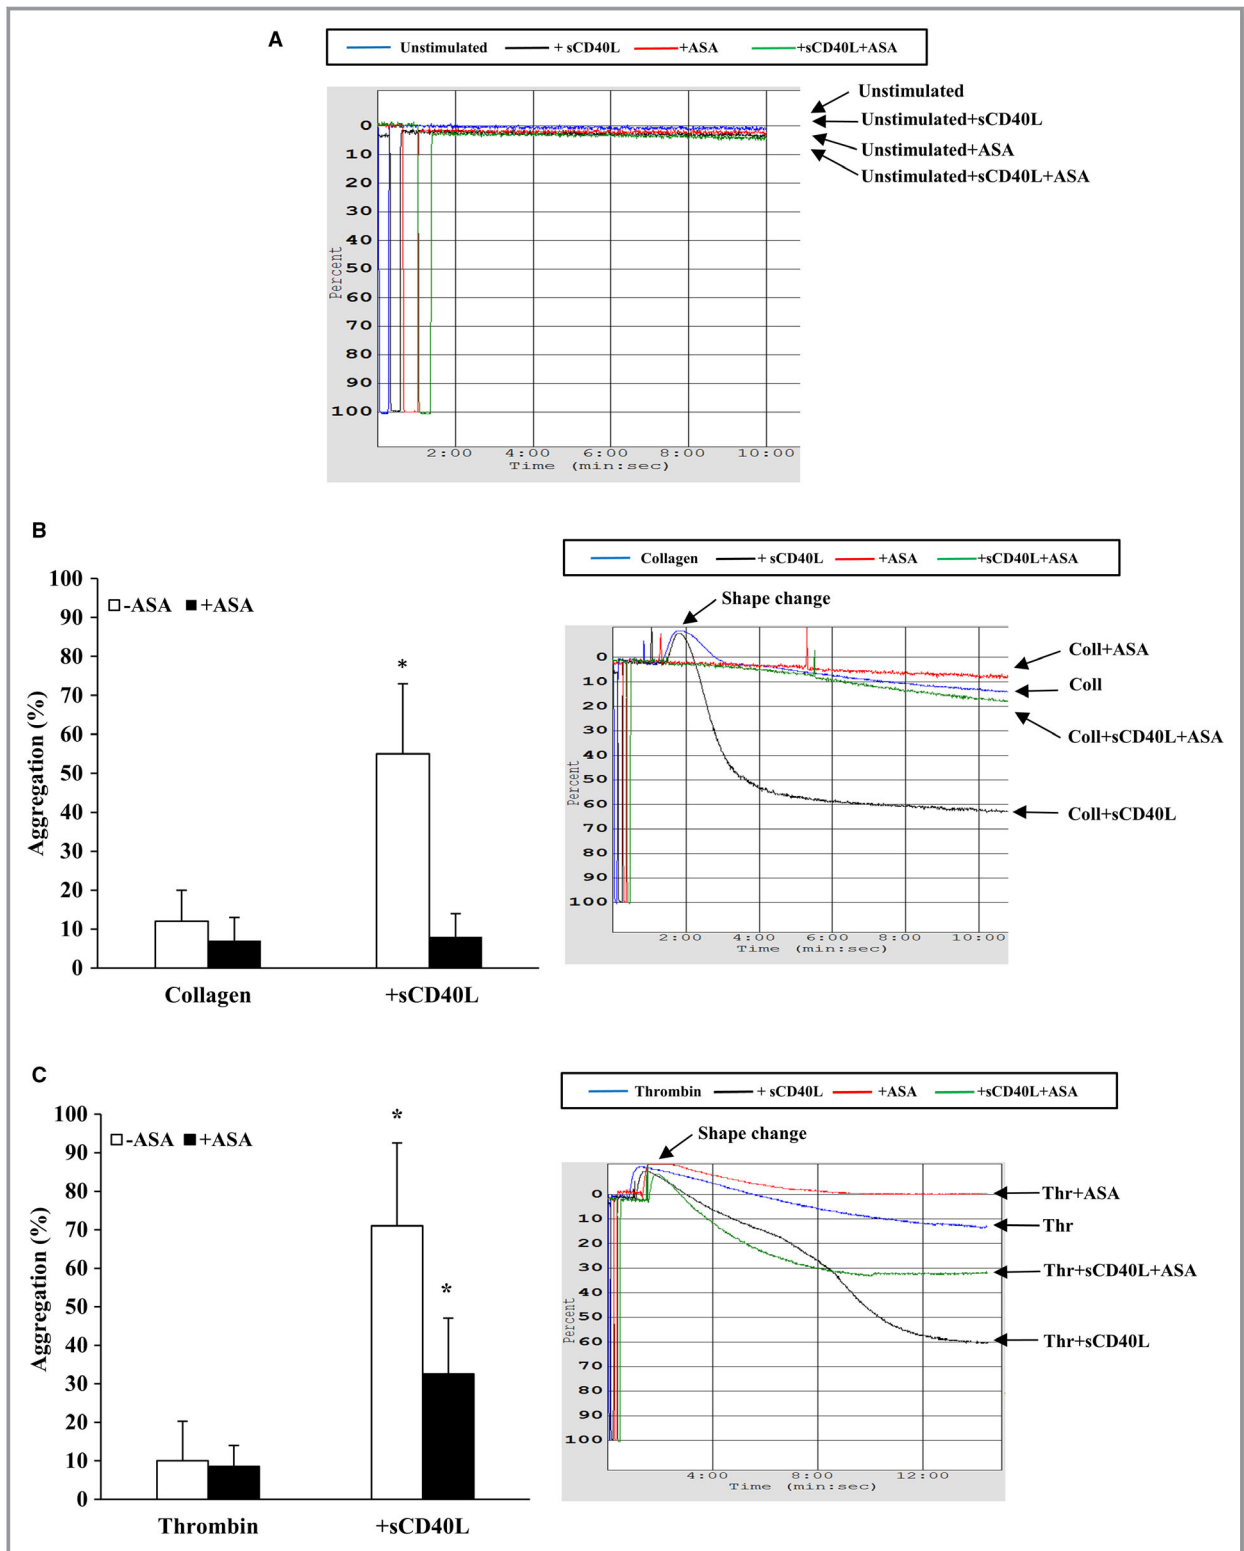 A
Unstimulated + sCD40L +ASA +sCD40L+ASA
Unstimulated
Unstimulated+sCD40L
Unstimulated+ASA
Unstimulated+sCD40L+ASA
0
10
20
30
40
50
60
70
80
90
100
Percent
2:00 4:00 6:00 8:00 10:00
Time (min:sec)
B
100
90
80
70
60
50
40
30
20
10
0
Aggregation (%)
-ASA +ASA
*
Collagen +sCD40L
Collagen + sCD40L +ASA +sCD40L+ASA
Shape change
0
10
20
30
40
50
60
70
80
90
100
Percent
Coll+ASA
Coll
Coll+sCD40L+ASA
Coll+sCD40L
2:00 4:00 6:00 8:00 10:00
Time (min:sec)
C
100
90
80
70
60
50
40
30
20
10
0
Aggregation (%)
-ASA +ASA
*
*
Thrombin +sCD40L
Thrombin + sCD40L +ASA +sCD40L+ASA
Shape change
0
10
20
30
40
50
60
70
80
90
100
Percent
Thr+ASA
Thr
Thr+sCD40L+ASA
Thr+sCD40L
4:00 8:00 12:00
Time (min:sec)